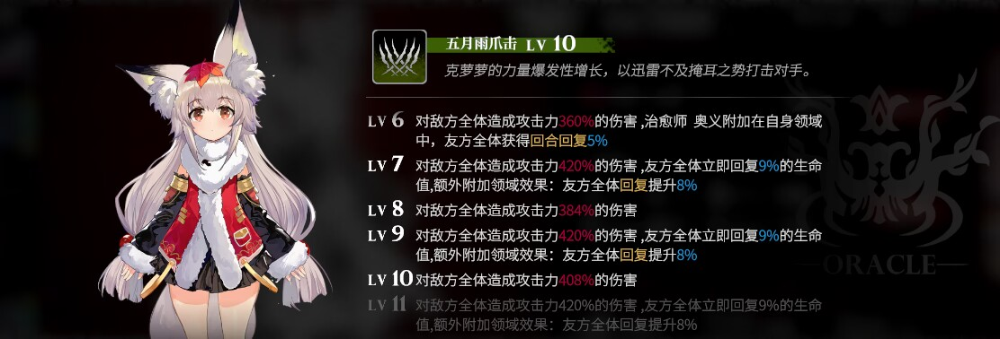 五月雨爪击 LV 10
克萝萝的力量爆发性增长，以迅雷不及掩耳之势打击对手。
LV 6 对敌方全体造成攻击力360%的伤害 ,治愈师 奥义附加在自身领域
中，友方全体获得回合回复5%
LV 7 对敌方全体造成攻击力420%的伤害 ,友方全体立即回复9%的生命
值,额外附加领域效果：友方全体回复提升8%
LV 8 对敌方全体造成攻击力384%的伤害
LV 9 对敌方全体造成攻击力420%的伤害 ,友方全体立即回复9%的生命
值,额外附加领域效果：友方全体回复提升8%
LV 10 对敌方全体造成攻击力408%的伤害
LV 11 对敌方全体造成攻击力420%的伤害 ,友方全体立即回复9%的生命
值,额外附加领域效果：友方全体回复提升8%
ORACLE